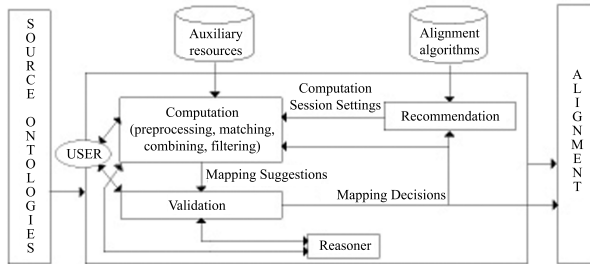 SOURCE ONTOLOGIES
Auxiliary
resources
Alignment
algorithms
Computation
Session Settings
Computation
(preprocessing, matching,
combining, filtering)
Recommendation
USER
Mapping Suggestions
Mapping Decisions
Validation
Reasoner
ALIGNMENT